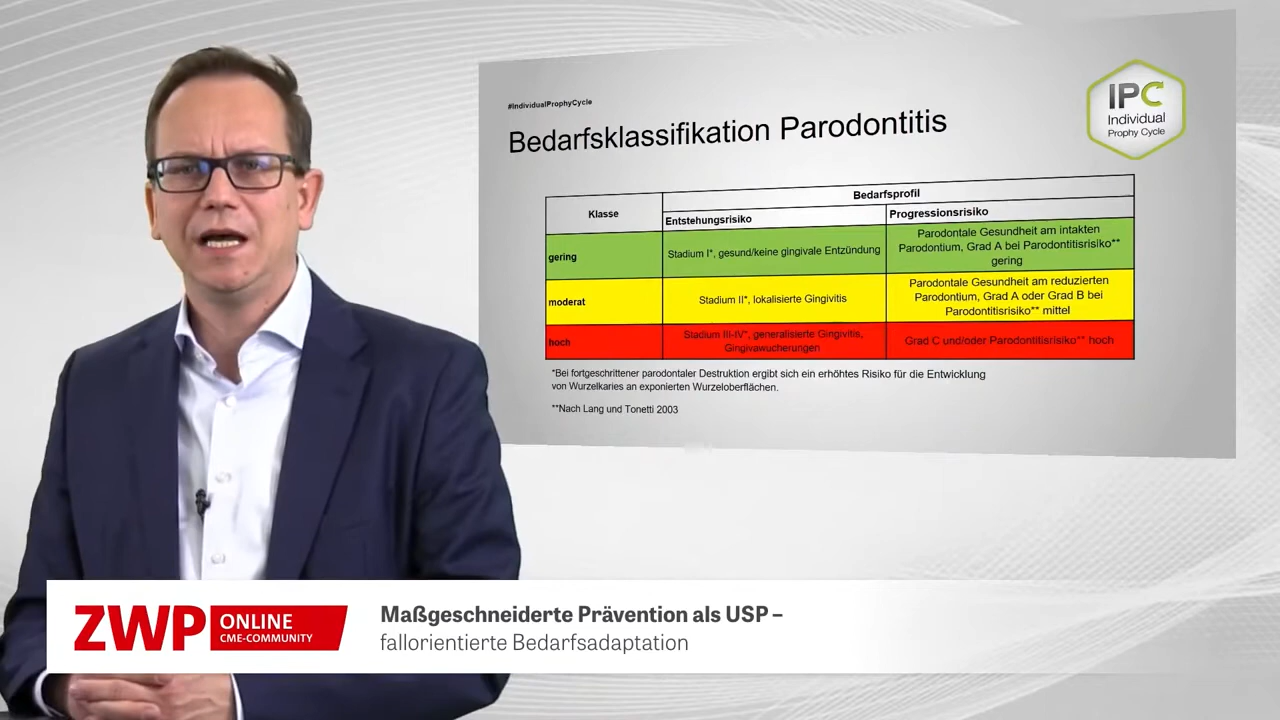 #IndividualProphyCycle
Bedarfsklassifikation Parodontitis
IPC
Individual
Prophy Cycle
Klasse
Bedarfsprofil
Entstehungsrisiko
Progressionsrisiko
gering
Stadium I*, gesund/keine gingivale Entzündung
Parodontale Gesundheit am intakten
Parodontium, Grad A bei Parodontitisrisiko**
gering
moderat
Stadium II*, lokalisierte Gingivitis
Parodontale Gesundheit am reduzierten
Parodontium, Grad A oder Grad B bei
Parodontitisrisiko** mittel
hoch
Stadium III-IV*, generalisierte Gingivitis,
Gingivawucherungen
Grad C und/oder Parodontitisrisiko** hoch
*Bei fortgeschrittener parodontaler Destruktion ergibt sich ein erhöhtes Risiko für die Entwicklung
von Wurzelkaries an exponierten Wurzeloberflächen.
**Nach Lang und Tonetti 2003
ZWP ONLINE
CME-COMMUNITY
Maßgeschneiderte Prävention als USP –
fallorientierte Bedarfsadaptation